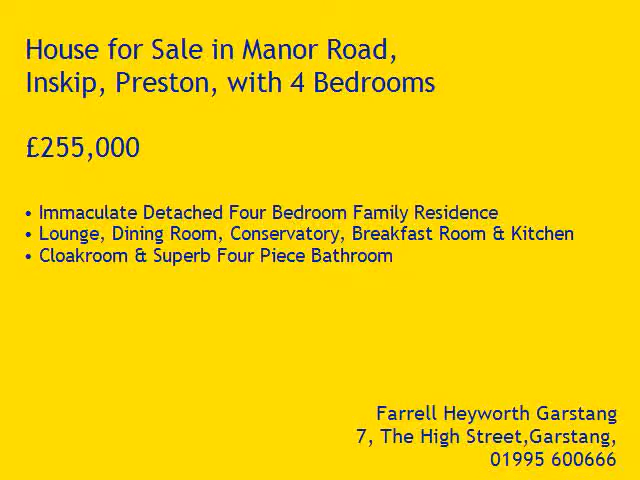 House for Sale in Manor Road,
Inskip, Preston, with 4 Bedrooms
£255,000
• Immaculate Detached Four Bedroom Family Residence
• Lounge, Dining Room, Conservatory, Breakfast Room & Kitchen
• Cloakroom & Superb Four Piece Bathroom
Farrell Heyworth Garstang
7, The High Street,Garstang,
01995 600666